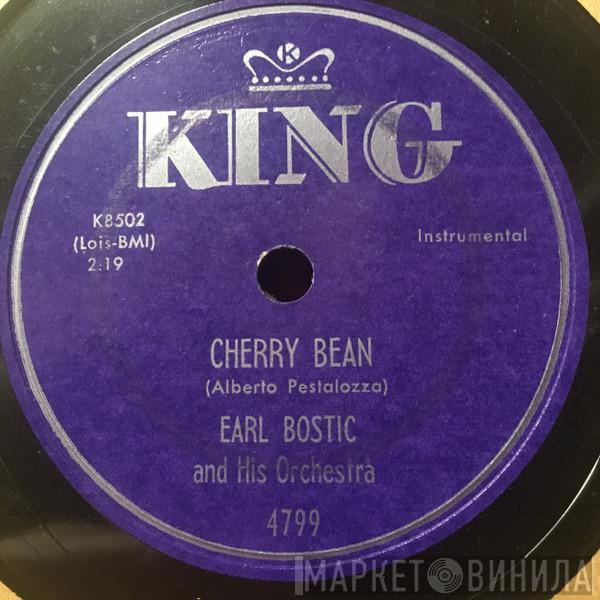 K
KING
K8502
(Lois-BMI)
2:19
Instrumental
CHERRY BEAN
(Alberto Pestalozza)
EARL BOSTIC
and His Orchestra
4799
МАРКЕТ ВИНИЛА